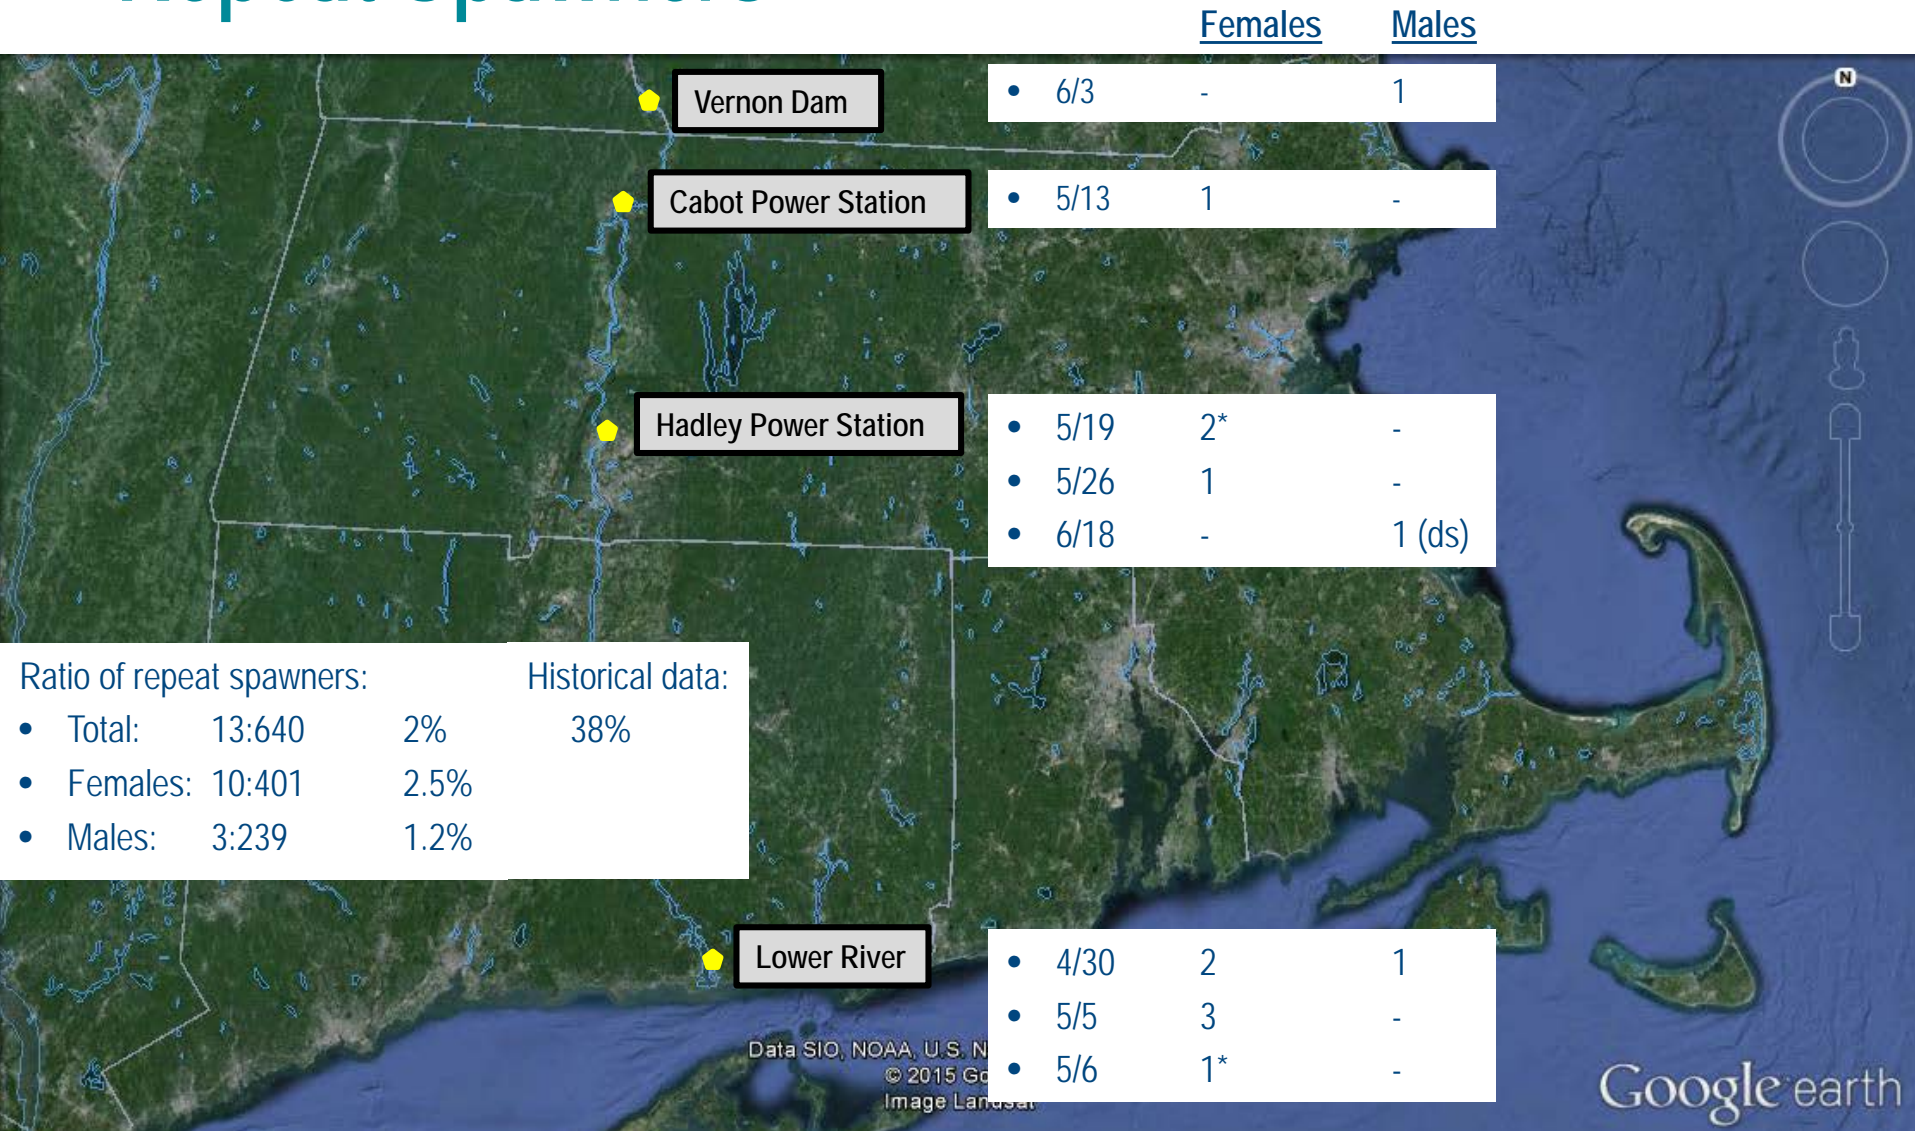 Repeat Spawners
Females Males
Vernon Dam
• 6/3 - 1
Cabot Power Station
• 5/13 1 -
Hadley Power Station
• 5/19 2* -
• 5/26 1 -
• 6/18 - 1 (ds)
Ratio of repeat spawners: Historical data:
• Total: 13:640 2% 38%
• Females: 10:401 2.5%
• Males: 3:239 1.2%
Lower River
• 4/30 2 1
• 5/5 3 -
• 5/6 1* -
Data SIO, NOAA, U.S. N
© 2015 Go
Image Landsat
Google earth
N